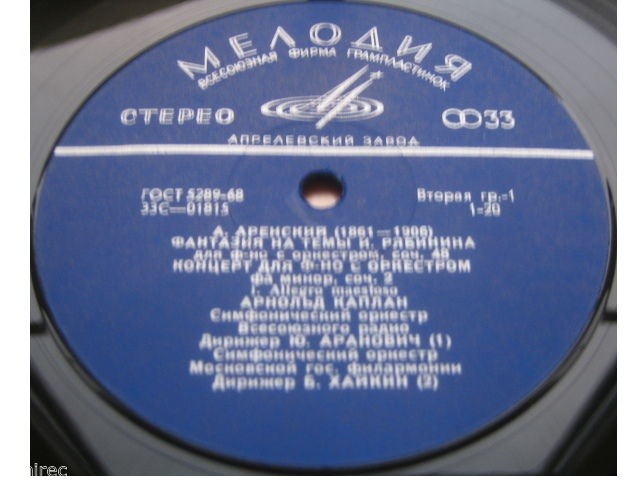 МЕЛОДИЯ
ВСЕСОЮЗНАЯ ФИРМА ГРАМПЛАСТИНОК
СТЕРЕО 33
АПРЕЛЕВСКИЙ ЗАВОД
ГОСТ 5289-68 Вторая гр.-1
33С—01815 1-20
А. АРЕНСКИЙ (1861—1906)
ФАНТАЗИЯ НА ТЕМЫ И. РЯБИНИНА
для ф-но с оркестром, соч. 48
КОНЦЕРТ ДЛЯ Ф-НО С ОРКЕСТРОМ
фа минор, соч. 2
I. Allegro maestoso
АРНОЛЬД КАПЛАН
Симфонический оркестр
Всесоюзного радио
Дирижер Ю. АРАНОВИЧ (1)
Симфонический оркестр
Московской гос. филармонии
Дирижер Б. ХАЙКИН (2)